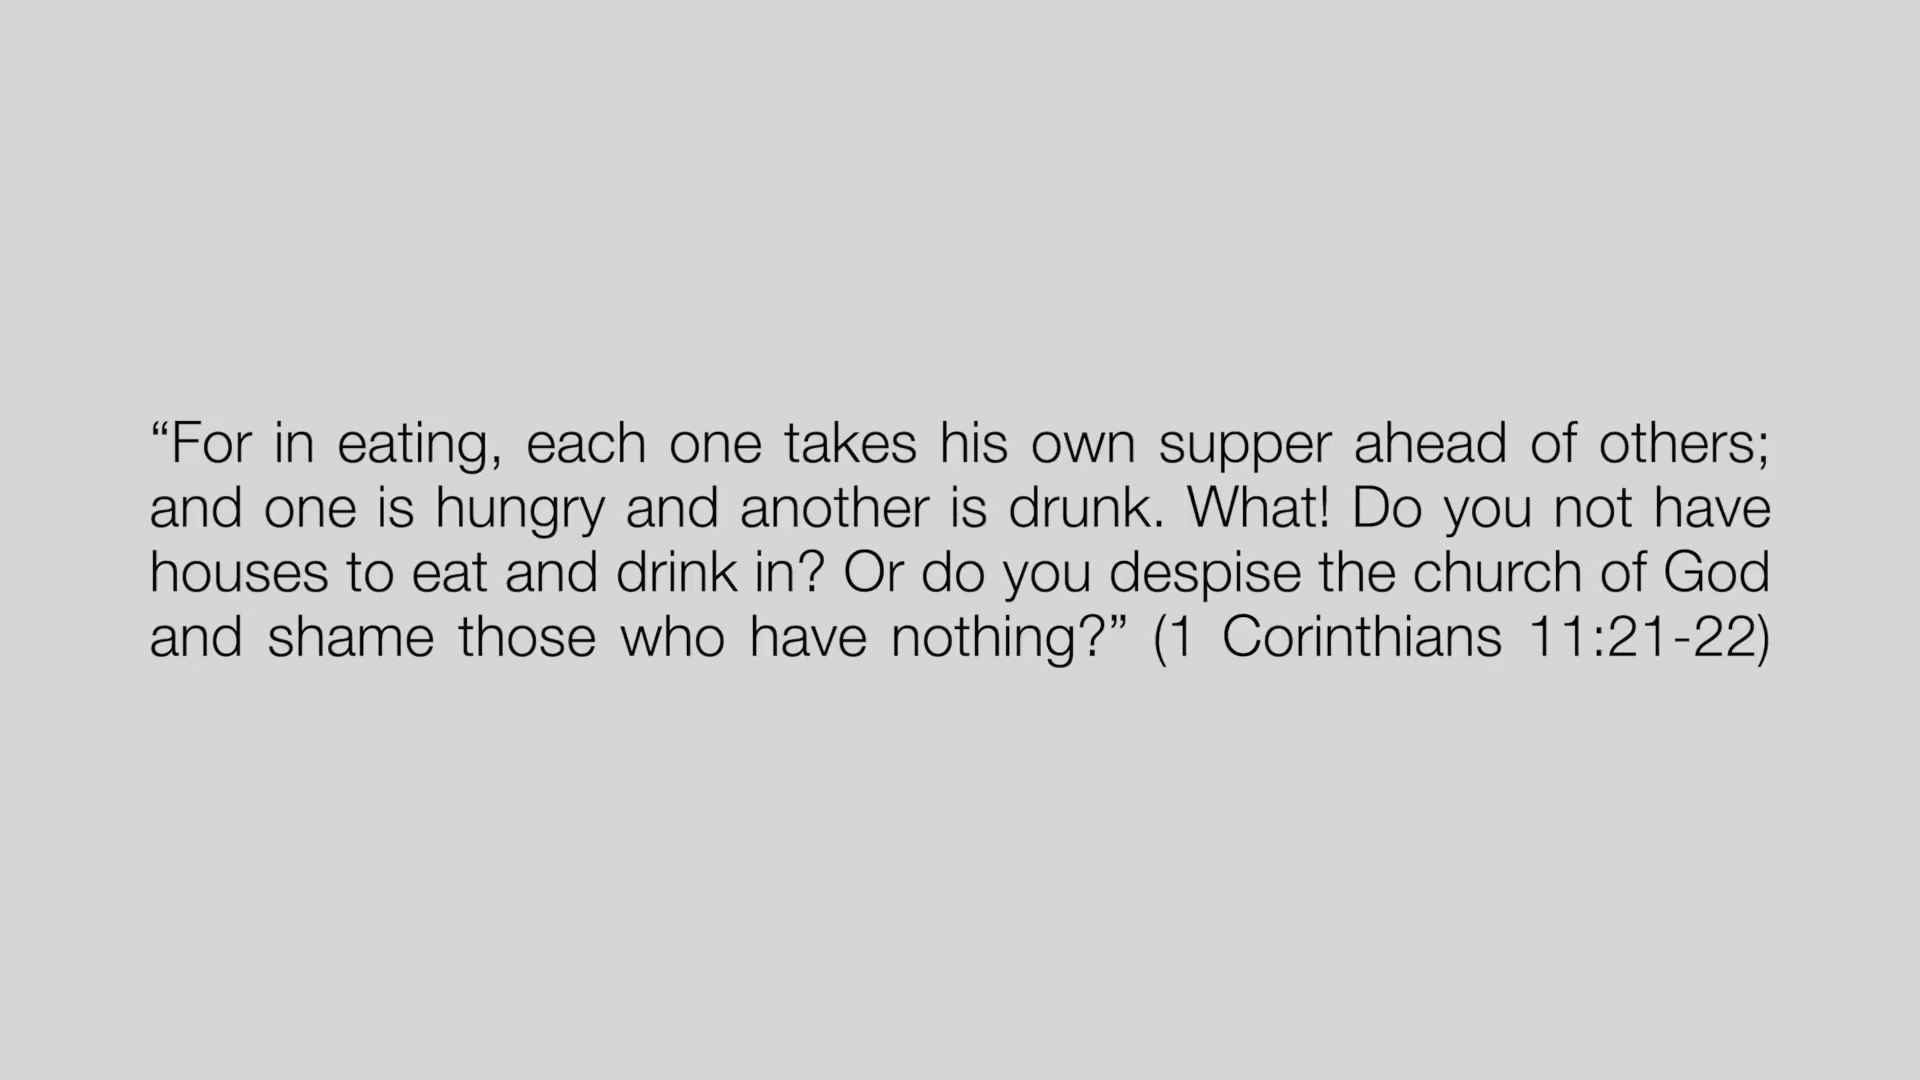 “For in eating, each one takes his own supper ahead of others;
and one is hungry and another is drunk. What! Do you not have
houses to eat and drink in? Or do you despise the church of God
and shame those who have nothing?” (1 Corinthians 11:21-22)